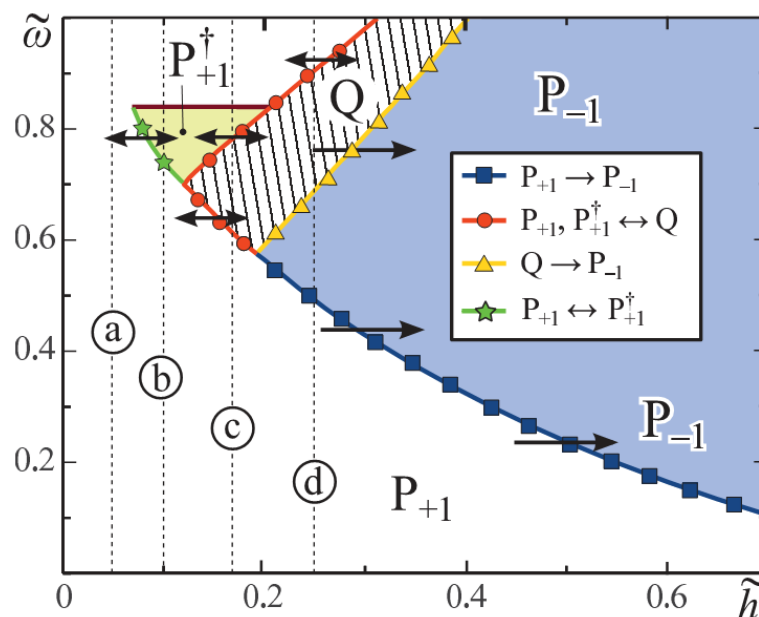 ω̃
P†+1
Q
P−1
0.8
0.6
0.4
0.2
P+1 → P−1
P+1, P†+1 ↔ Q
Q → P−1
P+1 ↔ P†+1
a
b
c
d
P−1
P+1
0
0.2
0.4
0.6
h̃